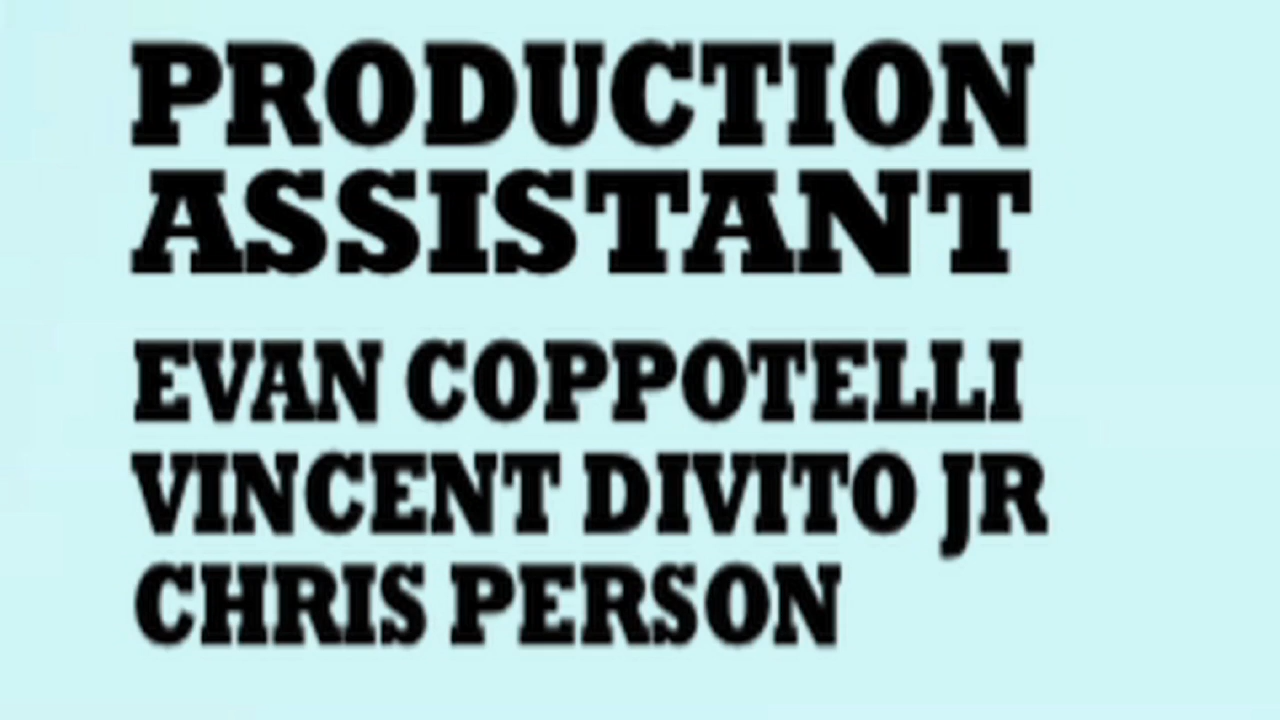 PRODUCTION
ASSISTANT
EVAN COPPOTELLI
VINCENT DIVITO JR
CHRIS PERSON